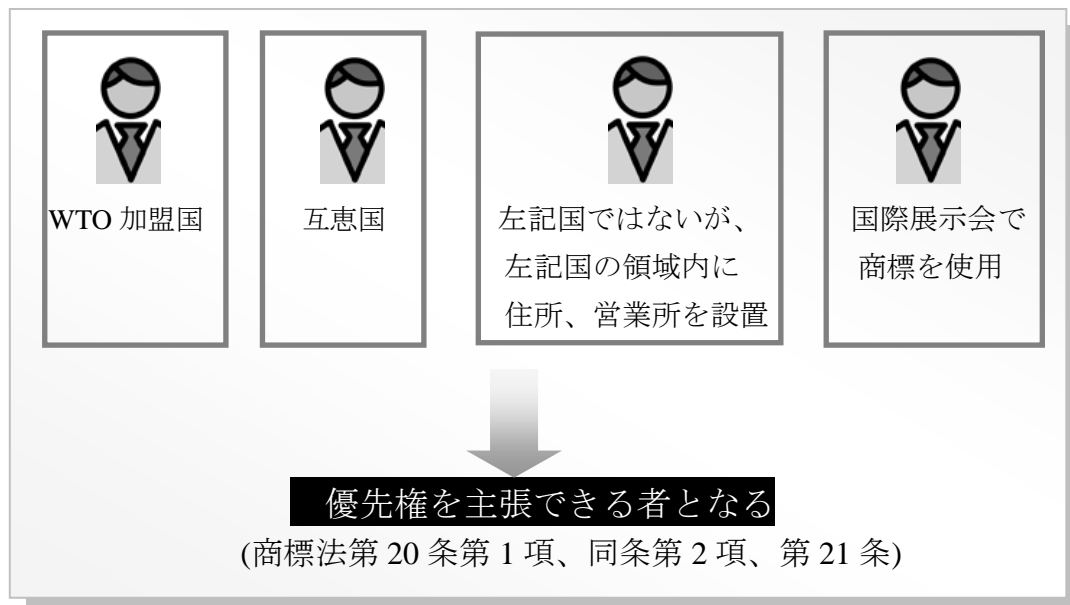 WTO 加盟国
互恵国
左記国ではないが、
左記国の領域内に
住所、営業所を設置
国際展示会で
商標を使用
優先権を主張できる者となる
(商標法第 20 条第 1 項、同条第 2 項、第 21 条)